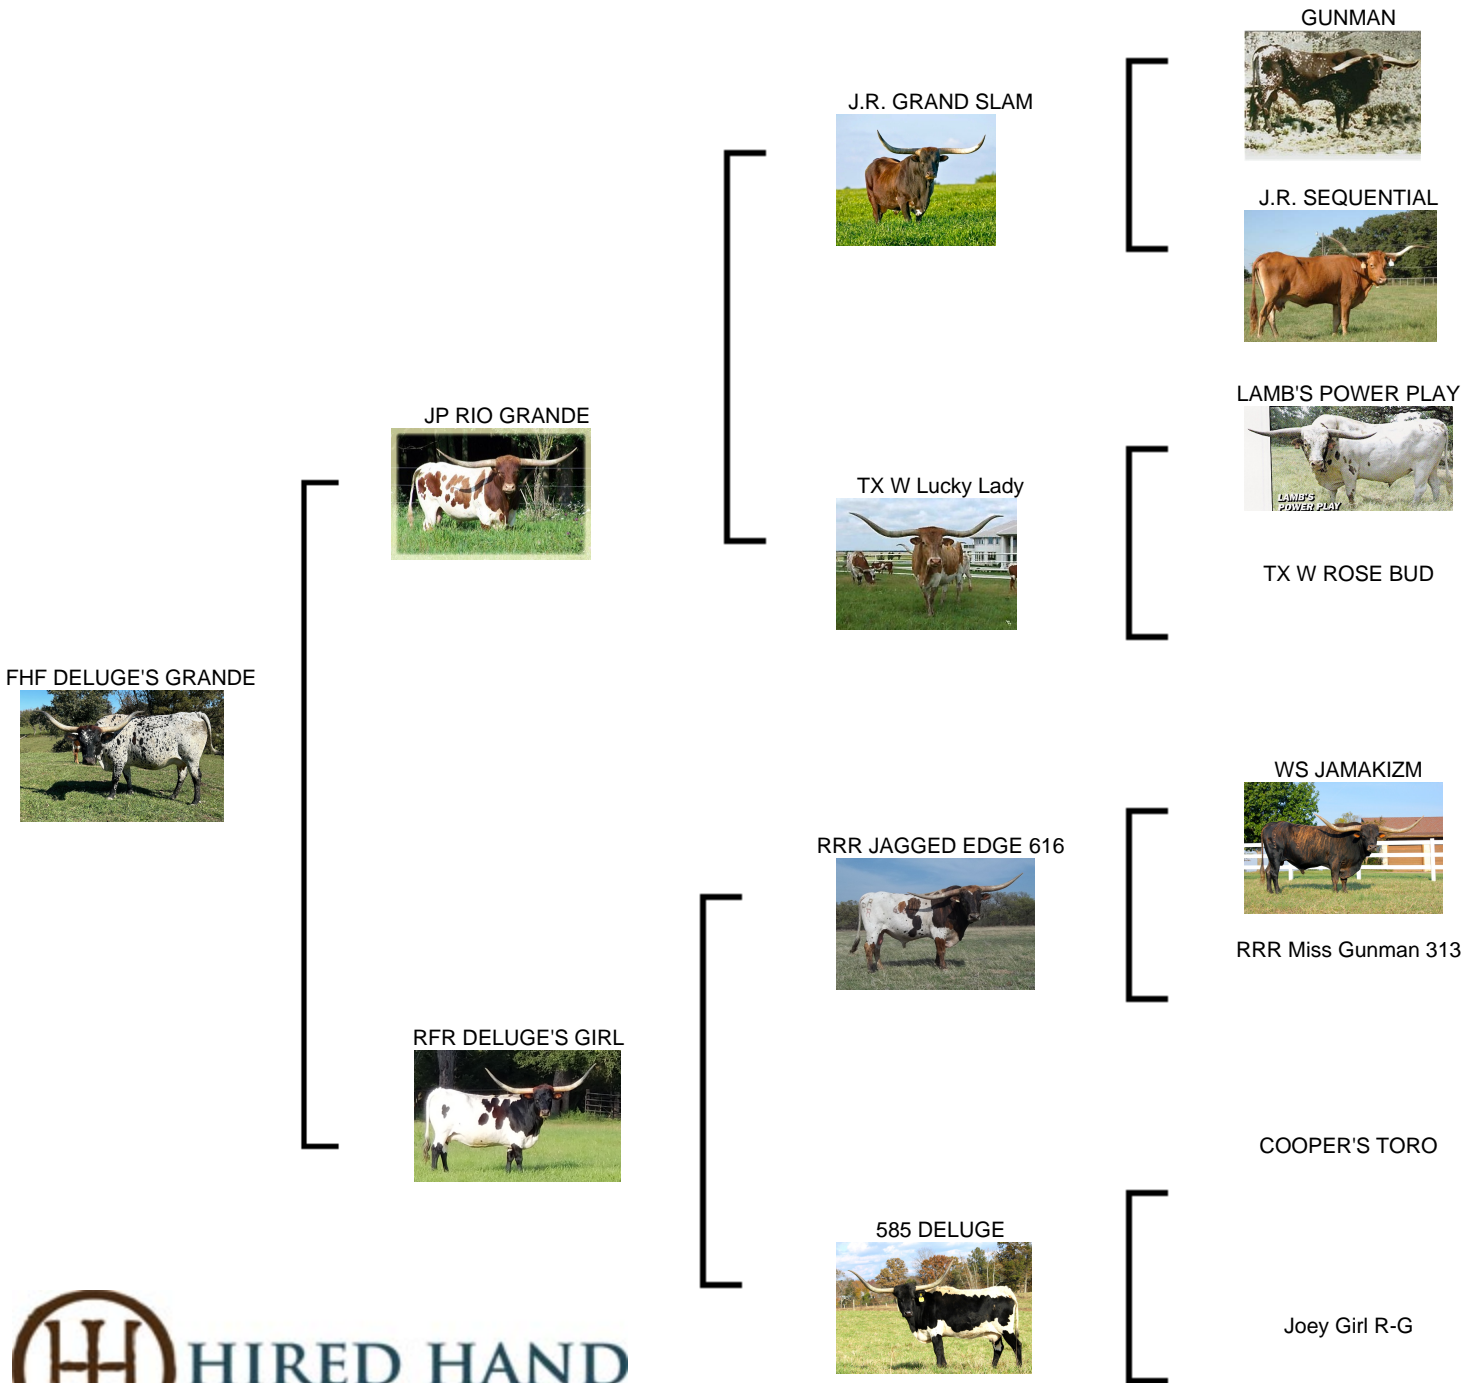 GUNMAN
J.R. GRAND SLAM
J.R. SEQUENTIAL
LAMB'S POWER PLAY
JP RIO GRANDE
TX W Lucky Lady
LAMB'S
POWER PLAY
TX W ROSE BUD
FHF DELUGE'S GRANDE
WS JAMAKIZM
RRR JAGGED EDGE 616
RRR Miss Gunman 313
RFR DELUGE'S GIRL
COOPER'S TORO
585 DELUGE
Joey Girl R-G
HIRED HAND